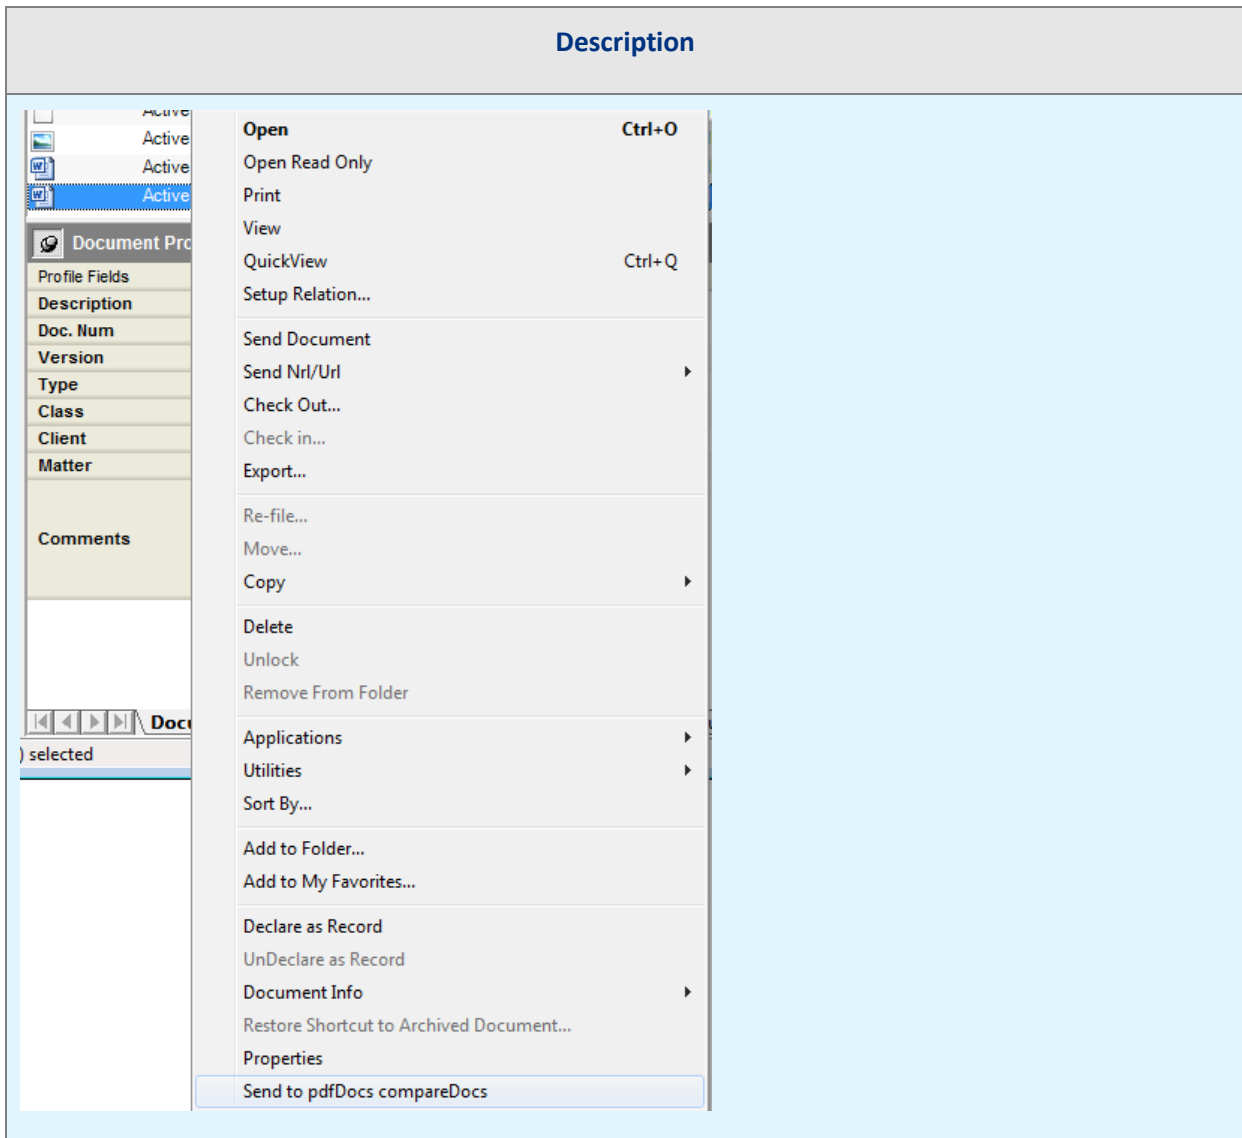 Description
Active
Active
Active
Active
Document Pro
Profile Fields
Description
Doc. Num
Version
Type
Class
Client
Matter
Comments
Docu
) selected
Open Ctrl+O
Open Read Only
Print
View
QuickView Ctrl+Q
Setup Relation...
Send Document
Send Nrl/Url
Check Out...
Check in...
Export...
Re-file...
Move...
Copy
Delete
Unlock
Remove From Folder
Applications
Utilities
Sort By...
Add to Folder...
Add to My Favorites...
Declare as Record
UnDeclare as Record
Document Info
Restore Shortcut to Archived Document...
Properties
Send to pdfDocs compareDocs